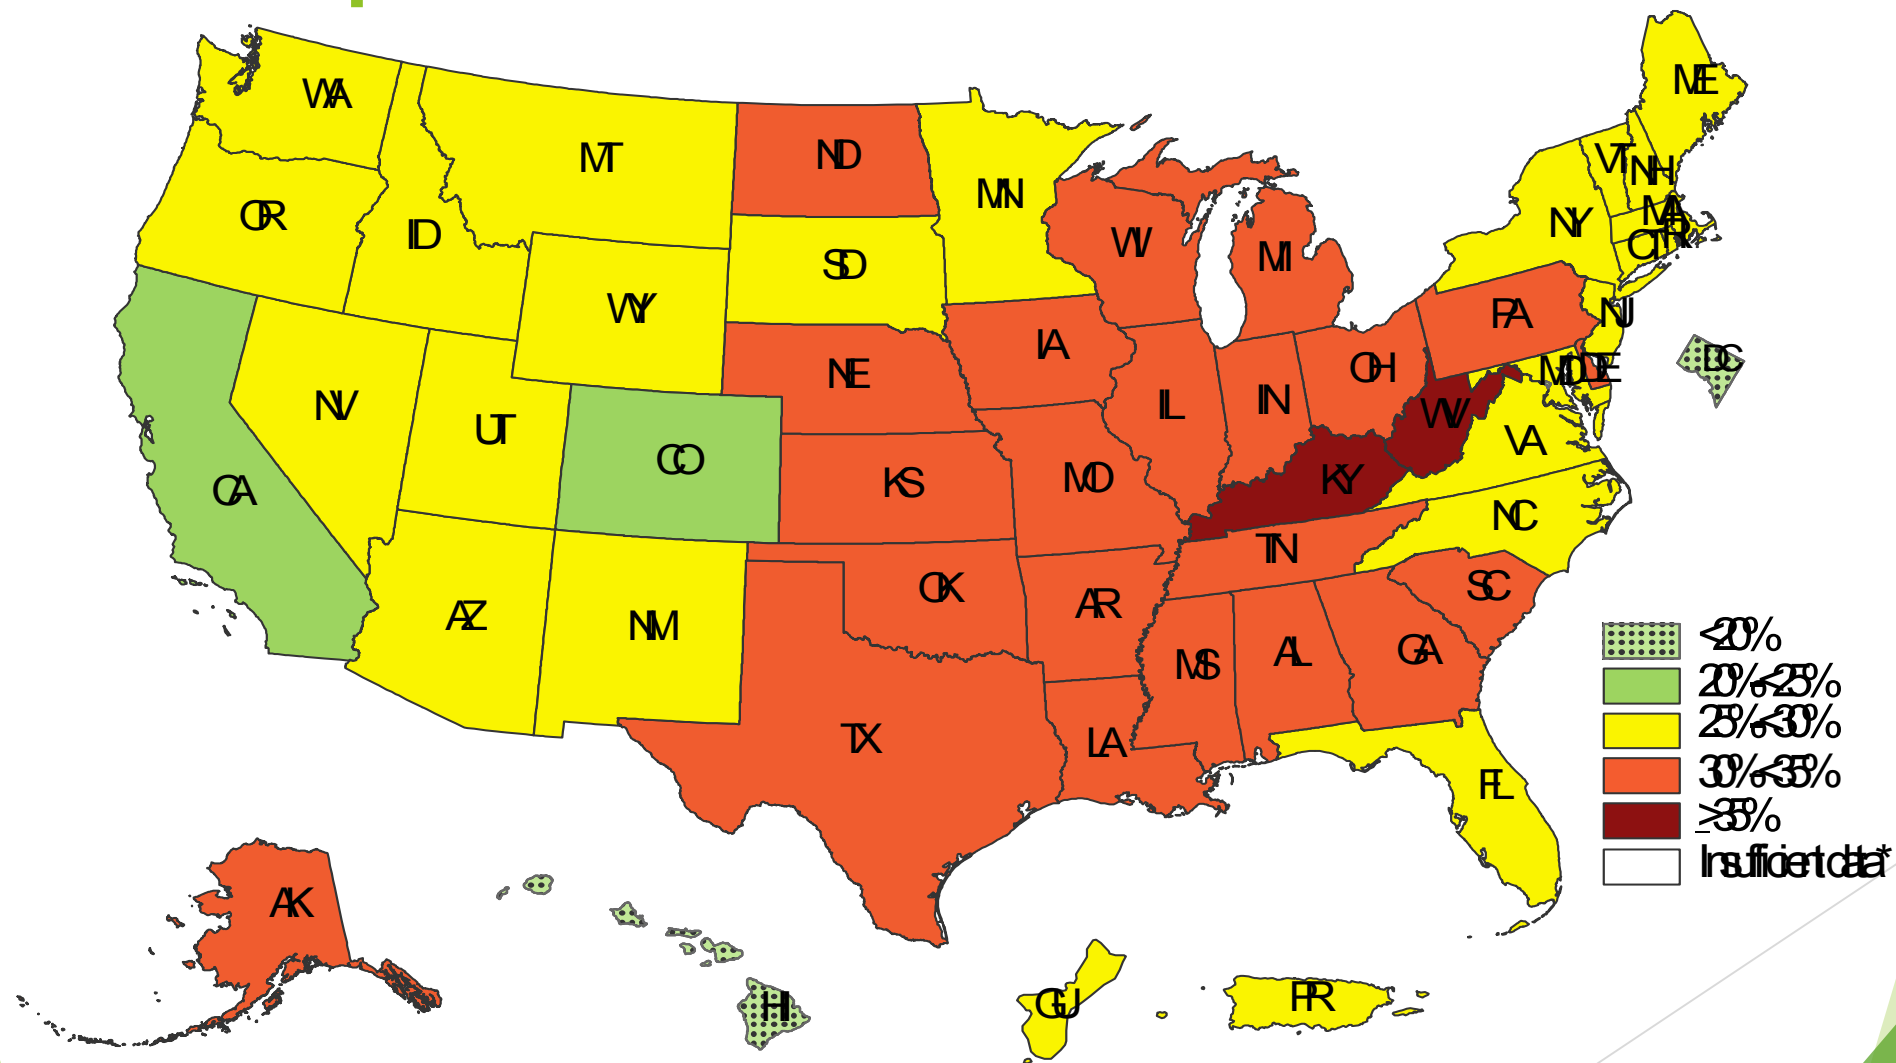 ME
WA
MT
ND
VT
NH
MN
OR
MA
RI
NY
ID
WI
CT
SD
MI
WY
NJ
PA
IA
DC
NE
OH
MD
DE
NV
IL
IN
WV
UT
VA
CO
KS
MO
KY
CA
NC
TN
OK
SC
AR
AZ
NM
<20%
GA
AL
MS
20%-<25%
25%-<30%
TX
LA
30%-<35%
FL
≥35%
Insufficient data*
AK
HI
GU
PR